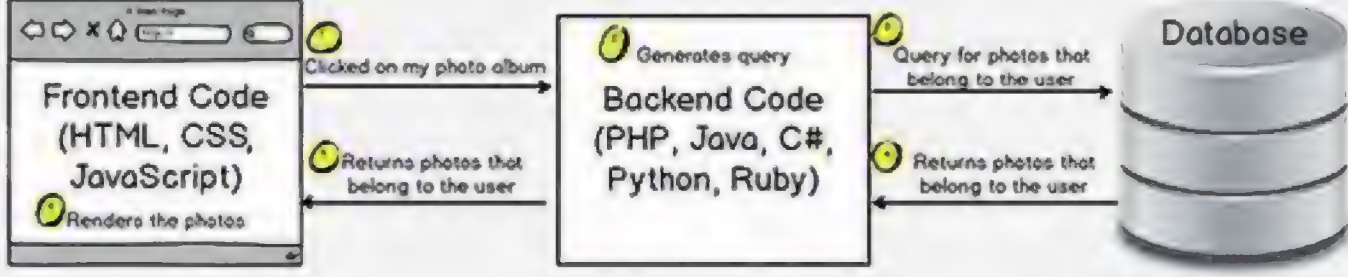 Frontend Code
(HTML, CSS,
JavaScript)
Renders the photos
Clicked on my photo album
Returns photos that
belong to the user
Generates query
Backend Code
(PHP, Java, C#,
Python, Ruby)
Query for photos that
belong to the user
Returns photos that
belong to the user
Database